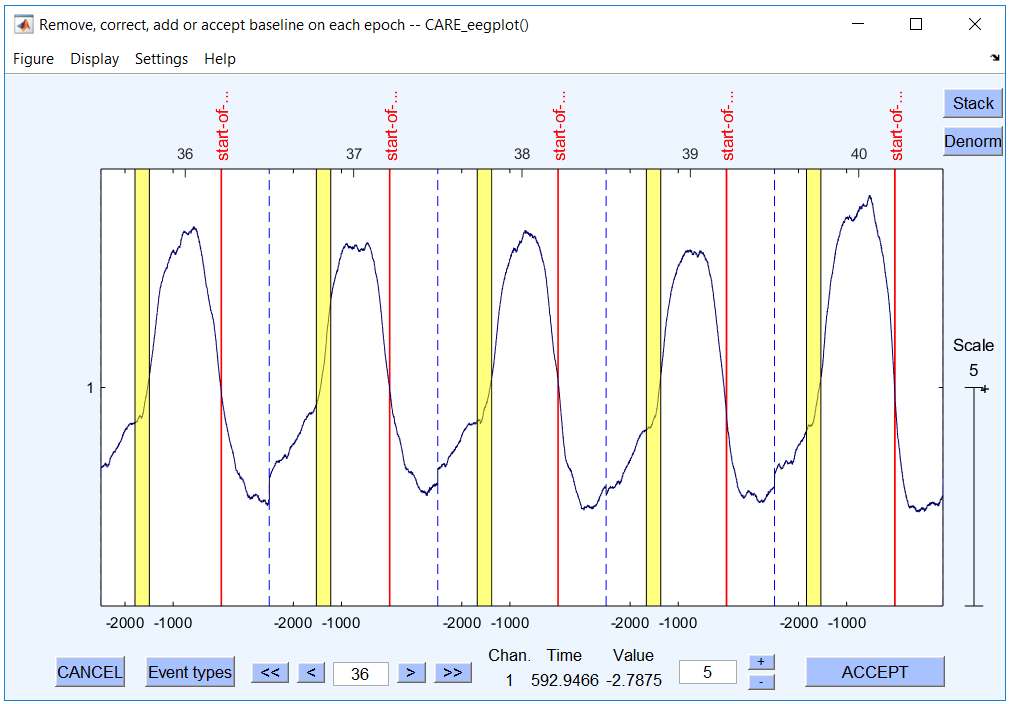 Remove, correct, add or accept baseline on each epoch -- CARE_eegplot()
Figure Display Settings Help
start-of-... start-of-... start-of-... start-of-... start-of-...
Stack
36 37 38 39 40
Denorm
Scale
5
1
-2000 -1000 -2000 -1000 -2000 -1000 -2000 -1000 -2000 -1000
Chan. Time Value
CANCEL Event types << < 36 > >> 1 592.9466 -2.7875 5 + - ACCEPT